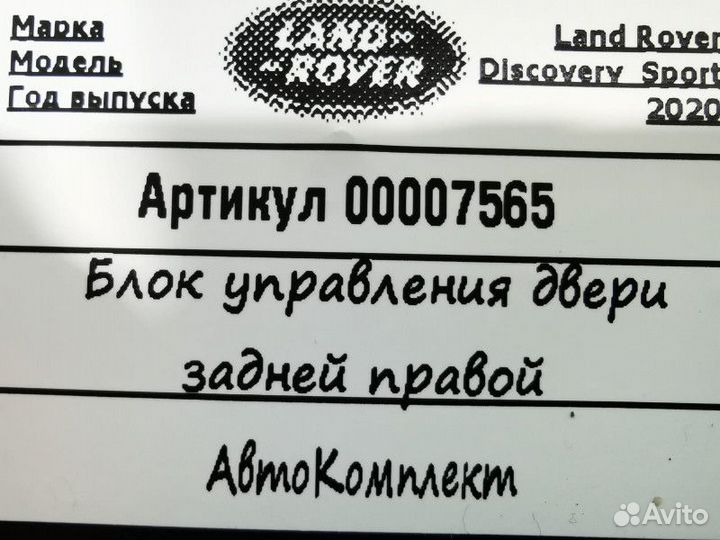 Марка
LAND
Land Rover
Модель
ROVER
Discovery Sport
Год выпуска
2020
Артикул 00007565
Блок управления двери
задней правой
АвтоКомплект
Avito